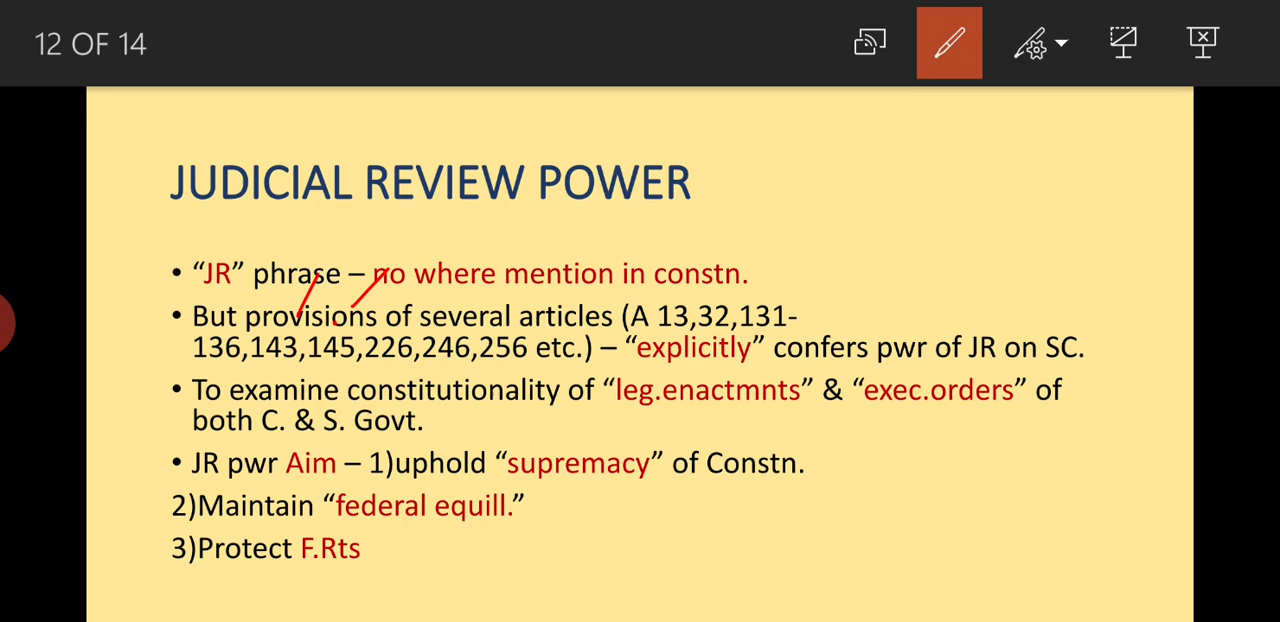 12 OF 14
JUDICIAL REVIEW POWER
• “JR” phrase – no where mention in constn.
• But provisions of several articles (A 13,32,131-
136,143,145,226,246,256 etc.) – “explicitly” confers pwr of JR on SC.
• To examine constitutionality of “leg.enactmnts” & “exec.orders” of
both C. & S. Govt.
• JR pwr Aim – 1)uphold “supremacy” of Constn.
2)Maintain “federal equill.”
3)Protect F.Rts